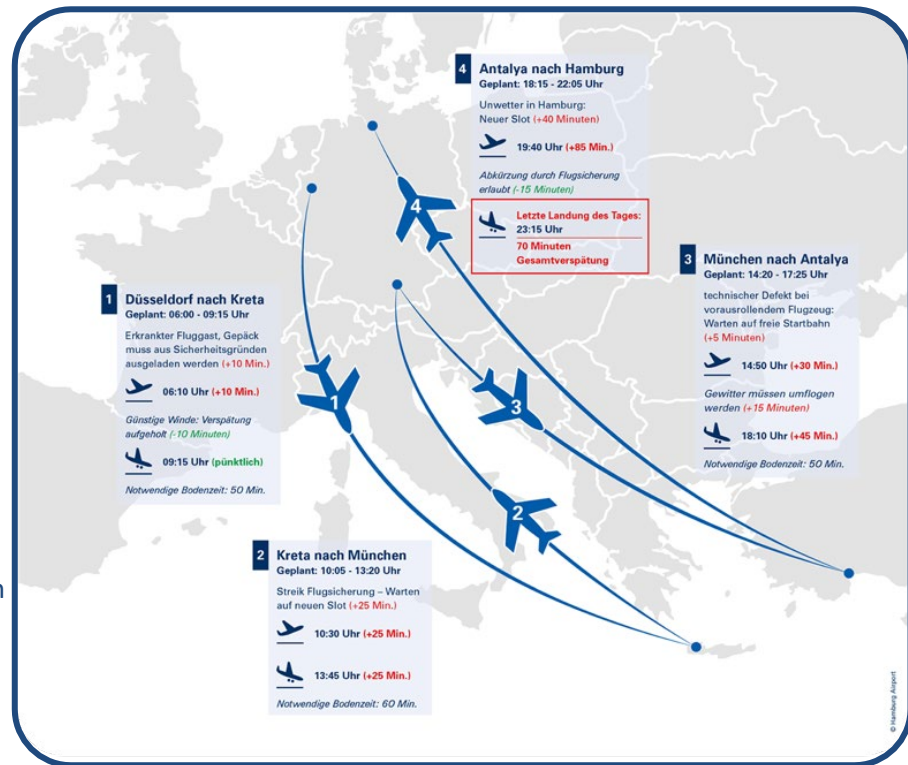 1
Düsseldorf nach Kreta
Geplant: 06:00 - 09:15 Uhr
Erkrankter Fluggast, Gepäck
muss aus Sicherheitsgründen
ausgeladen werden (+10 Min.)
06:10 Uhr (+10 Min.)
Günstige Winde: Verspätung
aufgeholt (-10 Minuten)
09:15 Uhr (pünktlich)
Notwendige Bodenzeit: 50 Min.
2
Kreta nach München
Geplant: 10:05 - 13:20 Uhr
Streik Flugsicherung – Warten
auf neuen Slot (+25 Min.)
10:30 Uhr (+25 Min.)
13:45 Uhr (+25 Min.)
Notwendige Bodenzeit: 60 Min.
3
München nach Antalya
Geplant: 14:20 - 17:25 Uhr
technischer Defekt bei
vorausrollendem Flugzeug:
Warten auf freie Startbahn
(+5 Minuten)
14:50 Uhr (+30 Min.)
Gewitter müssen umflogen
werden (+15 Minuten)
18:10 Uhr (+45 Min.)
Notwendige Bodenzeit: 50 Min.
4
Antalya nach Hamburg
Geplant: 18:15 - 22:05 Uhr
Unwetter in Hamburg:
Neuer Slot (+40 Minuten)
19:40 Uhr (+85 Min.)
Abkürzung durch Flugsicherung
erlaubt (-15 Minuten)
Letzte Landung des Tages:
23:15 Uhr
70 Minuten
Gesamtverspätung
1
2
3
4
n
© Hamburg Airport